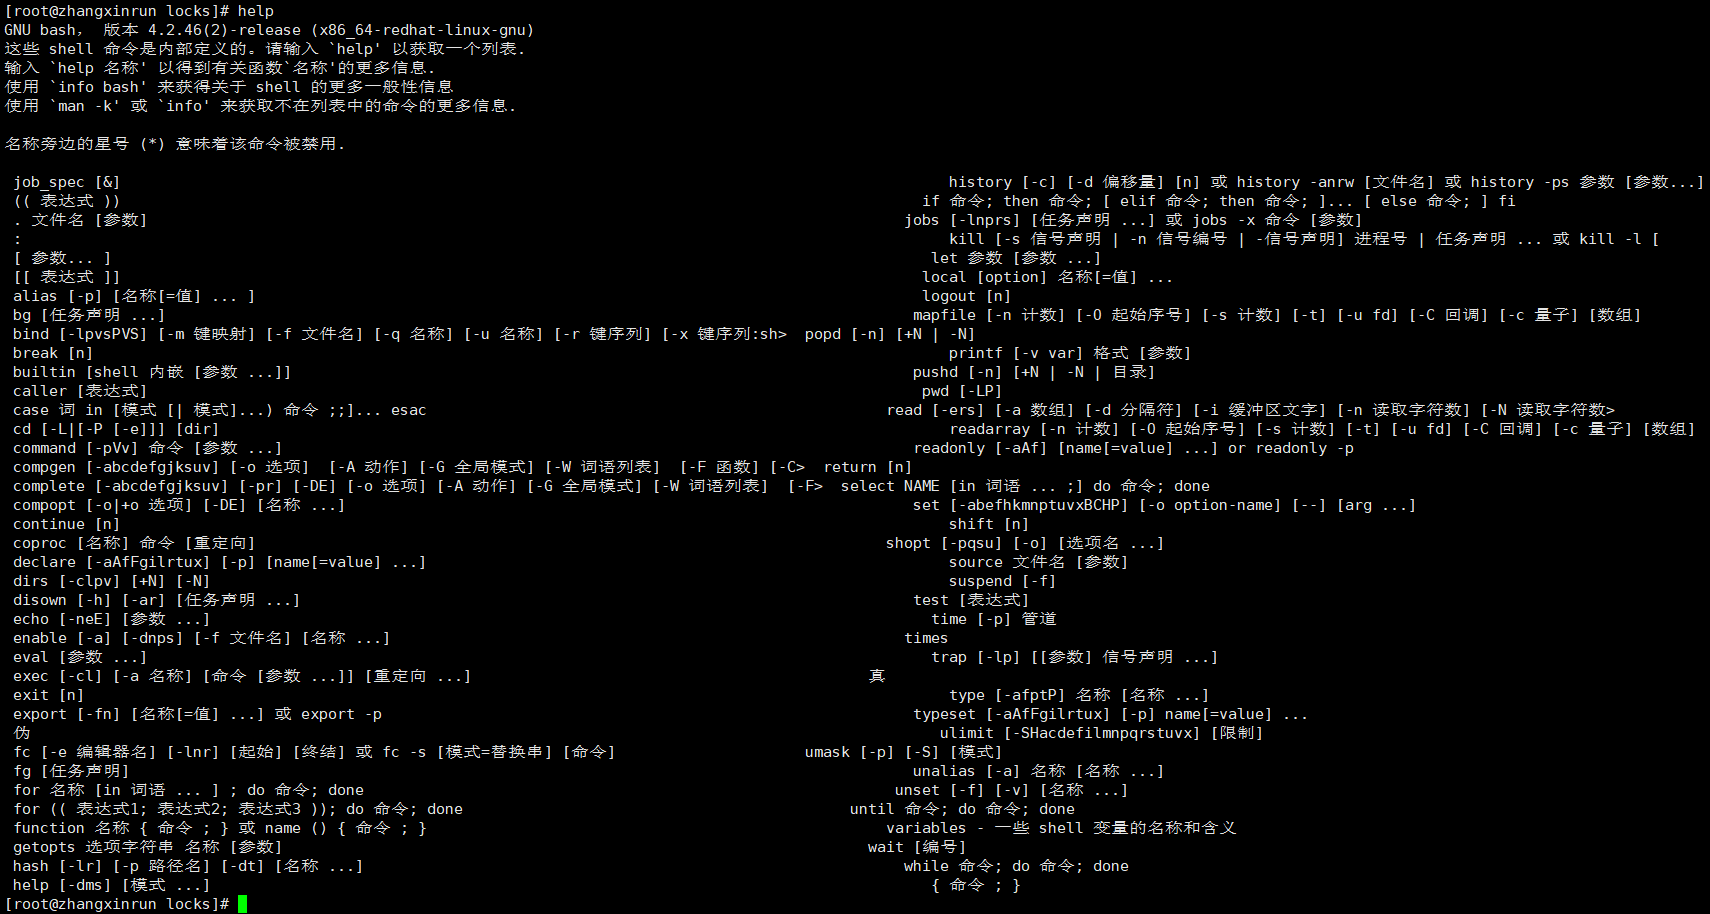 [root@zhangxinrun locks]# help
GNU bash, 版本 4.2.46(2)-release (x86_64-redhat-linux-gnu)
这些 shell 命令是内部定义的。请输入 `help' 以获取一个列表.
输入 `help 名称' 以得到有关函数`名称'的更多信息.
使用 `info bash' 来获得关于 shell 的更多一般性信息
使用 `man -k' 或 `info' 来获取不在列表中的命令的更多信息.
名称旁边的星号 (*) 意味着该命令被禁用.
job_spec [&] history [-c] [-d 偏移量] [n] 或 history -anrw [文件名] 或 history -ps 参数 [参数...]
(( 表达式 )) if 命令; then 命令; [ elif 命令; then 命令; ]... [ else 命令; ] fi
. 文件名 [参数] jobs [-lnprs] [任务声明 ...] 或 jobs -x 命令 [参数]
: kill [-s 信号声明 | -n 信号编号 | -信号声明] 进程号 | 任务声明 ... 或 kill -l [
[ 参数... ] let 参数 [参数 ...]
[[ 表达式 ]] local [option] 名称[=值] ...
alias [-p] [名称[=值] ... ] logout [n]
bg [任务声明 ...] mapfile [-n 计数] [-O 起始序号] [-s 计数] [-t] [-u fd] [-C 回调] [-c 量子] [数组]
bind [-lpvsPVS] [-m 键映射] [-f 文件名] [-q 名称] [-u 名称] [-r 键序列] [-x 键序列:sh> popd [-n] [+N | -N]
break [n] printf [-v var] 格式 [参数]
builtin [shell 内嵌 [参数 ...]] pushd [-n] [+N | -N | 目录]
caller [表达式] pwd [-LP]
case 词 in [模式 [| 模式]...) 命令 ;;]... esac read [-ers] [-a 数组] [-d 分隔符] [-i 缓冲区文字] [-n 读取字符数] [-N 读取字符数>
cd [-L|[-P [-e]]] [dir] readarray [-n 计数] [-O 起始序号] [-s 计数] [-t] [-u fd] [-C 回调] [-c 量子] [数组]
command [-pVv] 命令 [参数 ...] readonly [-aAf] [name[=value] ...] or readonly -p
compgen [-abcdefgjksuv] [-o 选项] [-A 动作] [-G 全局模式] [-W 词语列表] [-F 函数] [-C> return [n]
complete [-abcdefgjksuv] [-pr] [-DE] [-o 选项] [-A 动作] [-G 全局模式] [-W 词语列表] [-F> select NAME [in 词语 ... ;] do 命令; done
compopt [-o|+o 选项] [-DE] [名称 ...] set [-abefhkmnptuvxBCHP] [-o option-name] [--] [arg ...]
continue [n] shift [n]
coproc [名称] 命令 [重定向] shopt [-pqsu] [-o] [选项名 ...]
declare [-aAfFgilrtux] [-p] [name[=value] ...] source 文件名 [参数]
dirs [-clpv] [+N] [-N] suspend [-f]
disown [-h] [-ar] [任务声明 ...] test [表达式]
echo [-neE] [参数 ...] time [-p] 管道
enable [-a] [-dnps] [-f 文件名] [名称 ...] times
eval [参数 ...] trap [-lp] [[参数] 信号声明 ...]
exec [-cl] [-a 名称] [命令 [参数 ...]] [重定向 ...] 真
exit [n] type [-afptP] 名称 [名称 ...]
export [-fn] [名称[=值] ...] 或 export -p typeset [-aAfFgilrtux] [-p] name[=value] ...
伪 ulimit [-SHacdefilmnpqrstuvx] [限制]
fc [-e 编辑器名] [-lnr] [起始] [终结] 或 fc -s [模式=替换串] [命令] umask [-p] [-S] [模式]
fg [任务声明] unalias [-a] 名称 [名称 ...]
for 名称 [in 词语 ... ] ; do 命令; done unset [-f] [-v] [名称 ...]
for (( 表达式1; 表达式2; 表达式3 )); do 命令; done until 命令; do 命令; done
function 名称 { 命令 ; } 或 name () { 命令 ; } variables - 一些 shell 变量的名称和含义
getopts 选项字符串 名称 [参数] wait [编号]
hash [-lr] [-p 路径名] [-dt] [名称 ...] while 命令; do 命令; done
help [-dms] [模式 ...] { 命令 ; }
[root@zhangxinrun locks]#